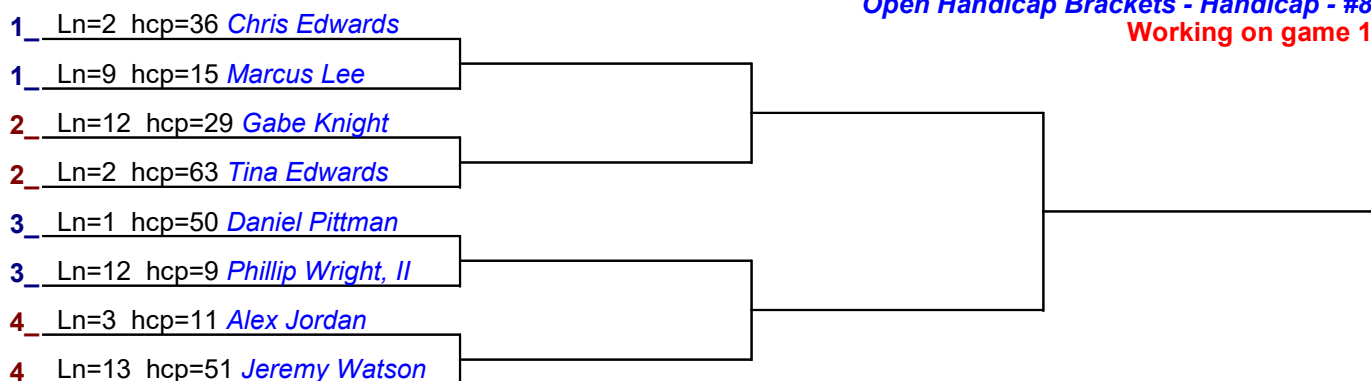 Open Handicap Brackets - Handicap - #8
Working on game 1
1_ Ln=2 hcp=36 Chris Edwards
1_ Ln=9 hcp=15 Marcus Lee
2_ Ln=12 hcp=29 Gabe Knight
2_ Ln=2 hcp=63 Tina Edwards
3_ Ln=1 hcp=50 Daniel Pittman
3_ Ln=12 hcp=9 Phillip Wright, II
4_ Ln=3 hcp=11 Alex Jordan
4 Ln=13 hcp=51 Jeremy Watson